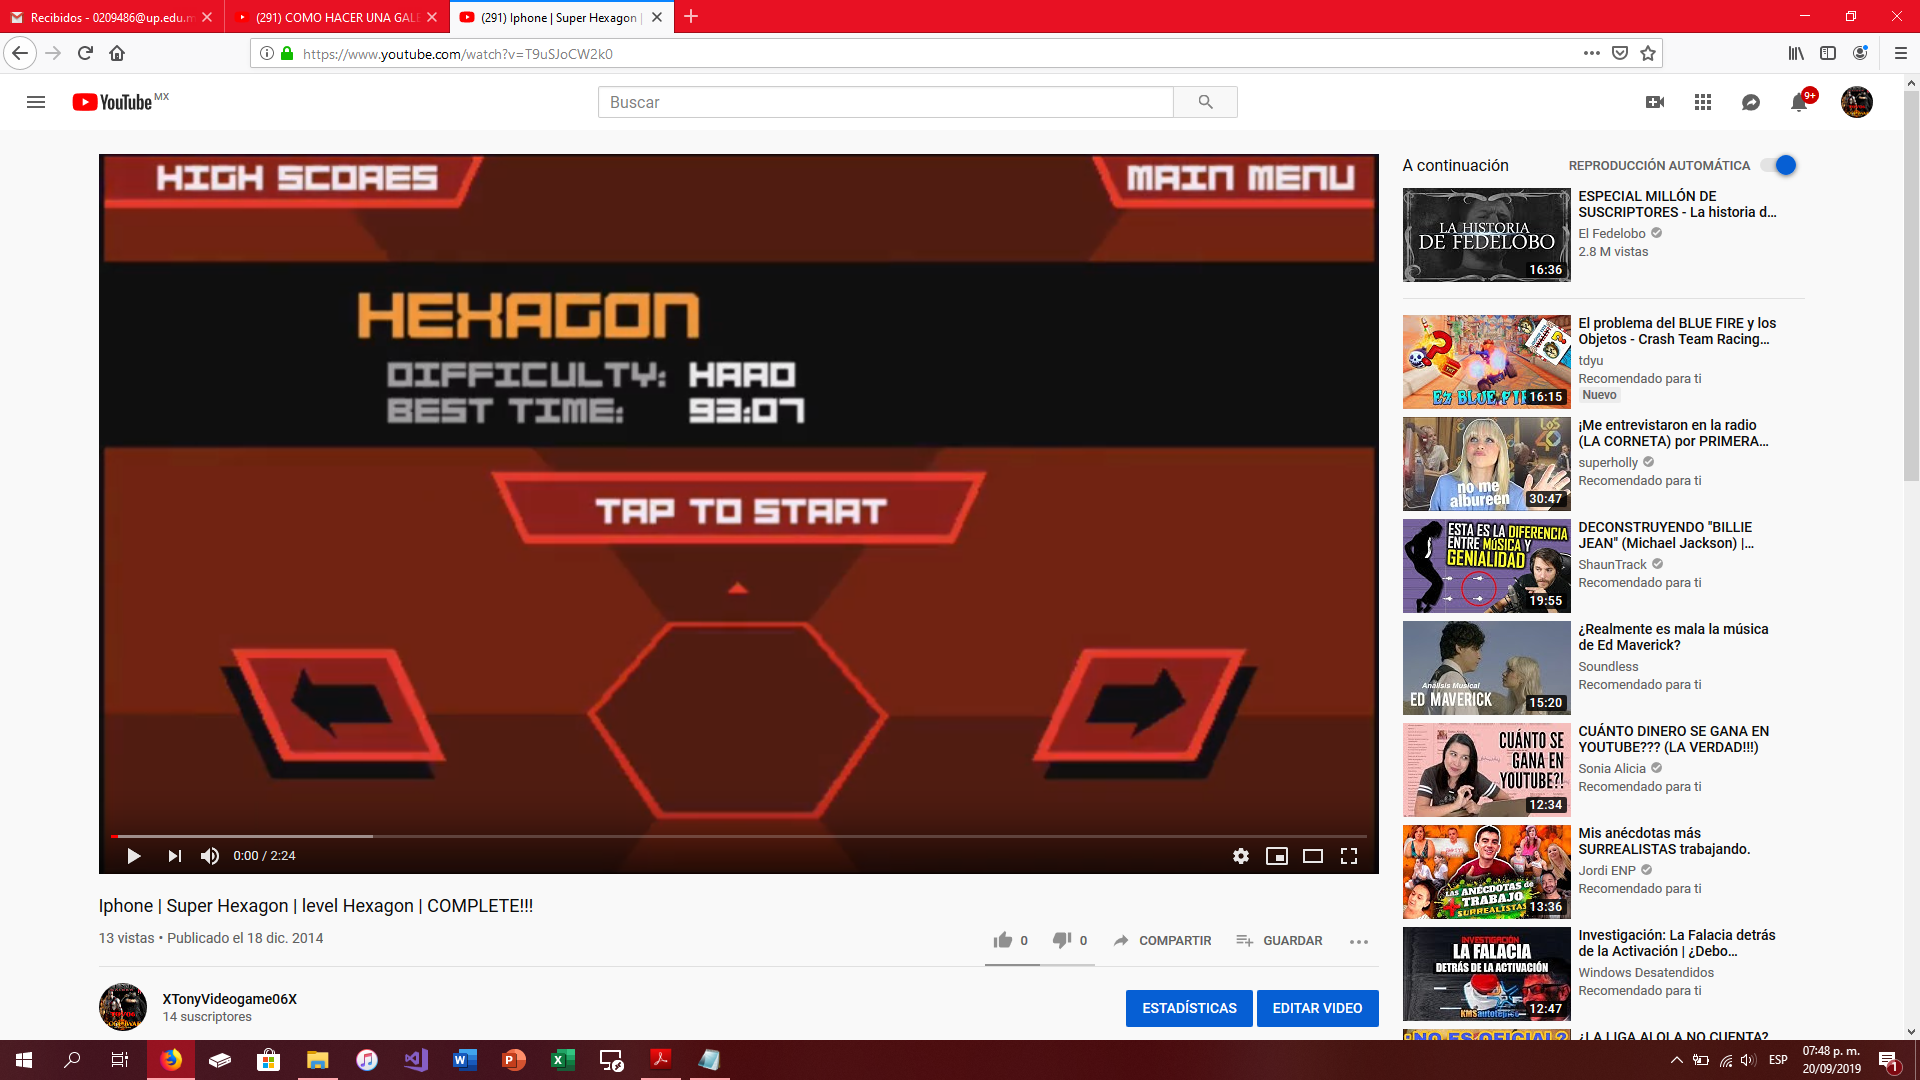 Recibidos - 0209486@up.edu.m
(291) COMO HACER UNA GALE
(291) Iphone | Super Hexagon |
https://www.youtube.com/watch?v=T9uSJoCW2k0
YouTube MX
Buscar
9+
HIGH SCORES
MAIN MENU
HEXAGON
DIFFICULTY: HARD
BEST TIME: 93:07
TAP TO START
0:00 / 2:24
Iphone | Super Hexagon | level Hexagon | COMPLETE!!!
13 vistas • Publicado el 18 dic. 2014
0
0
COMPARTIR
GUARDAR
XTonyVideogame06X
14 suscriptores
ESTADÍSTICAS
EDITAR VIDEO
A continuación
REPRODUCCIÓN AUTOMÁTICA
LA HISTORIA
DE FEDELOBO
16:36
ESPECIAL MILLÓN DE
SUSCRIPTORES - La historia d...
El Fedelobo
2.8 M vistas
16:15
El problema del BLUE FIRE y los
Objetos - Crash Team Racing...
tdyu
Recomendado para ti
Nuevo
LOS
40
no me
albureen
30:47
¡Me entrevistaron en la radio
(LA CORNETA) por PRIMERA...
superholly
Recomendado para ti
ESTA ES LA DIFERENCIA
ENTRE MÚSICA Y
GENIALIDAD
19:55
DECONSTRUYENDO "BILLIE
JEAN" (Michael Jackson) |...
ShaunTrack
Recomendado para ti
Análisis Musical
ED MAVERICK
15:20
¿Realmente es mala la música
de Ed Maverick?
Soundless
Recomendado para ti
CUÁNTO SE
GANA EN
YOUTUBE?!
12:34
CUÁNTO DINERO SE GANA EN
YOUTUBE??? (LA VERDAD!!!)
Sonia Alicia
Recomendado para ti
LAS ANÉCDOTAS de
TRABAJO
+ SURREALISTAS
13:36
Mis anécdotas más
SURREALISTAS trabajando.
Jordi ENP
Recomendado para ti
INVESTIGACIÓN:
LA FALACIA
DETRÁS DE LA ACTIVACIÓN
12:47
Investigación: La Falacia detrás
de la Activación | ¿Debo...
Windows Desatendidos
Recomendado para ti
¿NO ES OFICIAL?
¿LA LIGA ALOLA NO CUENTA?
ESP
07:48 p. m.
20/09/2019
1